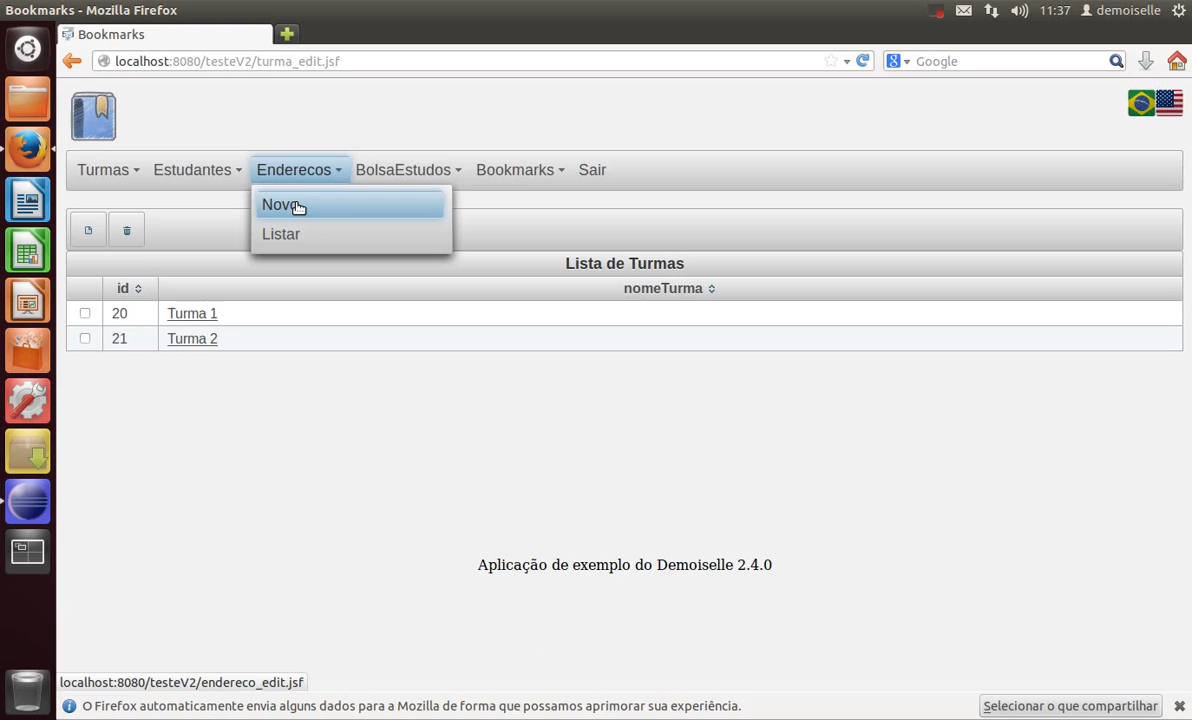 Bookmarks - Mozilla Firefox
11:37
demoiselle
Bookmarks
localhost:8080/testeV2/turma_edit.jsf
Google
Turmas
Estudantes
Enderecos
BolsaEstudos
Bookmarks
Sair
Novo
Listar
Lista de Turmas
id
nomeTurma
20
Turma 1
21
Turma 2
Aplicação de exemplo do Demoiselle 2.4.0
localhost:8080/testeV2/endereco_edit.jsf
O Firefox automaticamente envia alguns dados para a Mozilla de forma que possamos aprimorar sua experiência.
Selecionar o que compartilhar